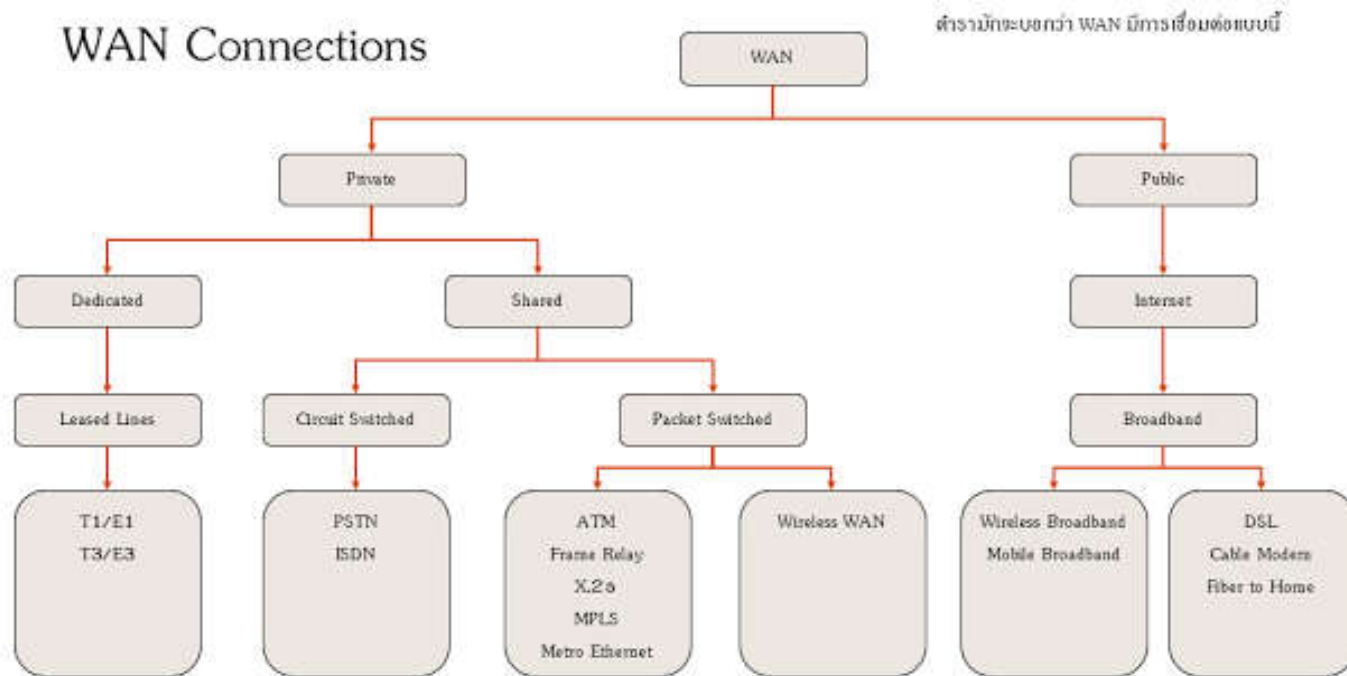 WAN Connections
ตำรามักจะบอกว่า WAN มีการเชื่อมต่อแบบนี้
WAN
Private
Public
Dedicated
Shared
Internet
Leased Lines
Circuit Switched
Packet Switched
Broadband
T1/E1
T3/E3
PSTN
ISDN
ATM
Frame Relay
X.25
MPLS
Metro Ethernet
Wireless WAN
Wireless Broadband
Mobile Broadband
DSL
Cable Modem
Fiber to Home